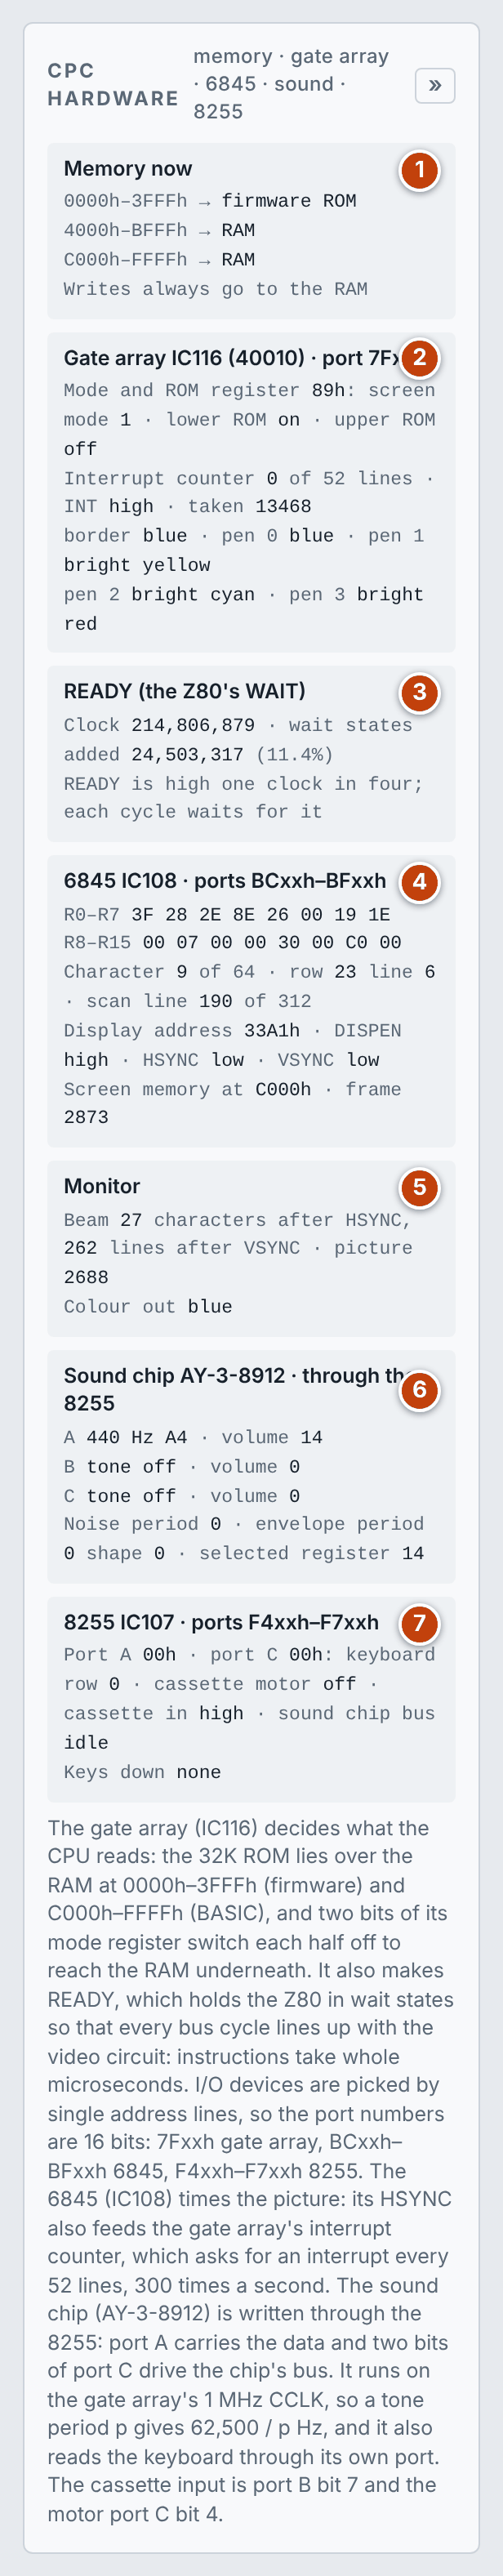 CPC
HARDWARE
memory · gate array
· 6845 · sound ·
8255
»
Memory now
1
0000h–3FFFh → firmware ROM
4000h–BFFFh → RAM
C000h–FFFFh → RAM
Writes always go to the RAM
Gate array IC116 (40010) · port 7Fx
2
Mode and ROM register 89h: screen
mode 1 · lower ROM on · upper ROM
off
Interrupt counter 0 of 52 lines ·
INT high · taken 13468
border blue · pen 0 blue · pen 1
bright yellow
pen 2 bright cyan · pen 3 bright
red
READY (the Z80's WAIT)
3
Clock 214,806,879 · wait states
added 24,503,317 (11.4%)
READY is high one clock in four;
each cycle waits for it
6845 IC108 · ports BCxxh–BFxxh
4
R0–R7 3F 28 2E 8E 26 00 19 1E
R8–R15 00 07 00 00 30 00 C0 00
Character 9 of 64 · row 23 line 6
· scan line 190 of 312
Display address 33A1h · DISPEN
high · HSYNC low · VSYNC low
Screen memory at C000h · frame
2873
Monitor
5
Beam 27 characters after HSYNC,
262 lines after VSYNC · picture
2688
Colour out blue
Sound chip AY-3-8912 · through the
8255
6
A 440 Hz A4 · volume 14
B tone off · volume 0
C tone off · volume 0
Noise period 0 · envelope period
0 shape 0 · selected register 14
8255 IC107 · ports F4xxh–F7xxh
7
Port A 00h · port C 00h: keyboard
row 0 · cassette motor off ·
cassette in high · sound chip bus
idle
Keys down none
The gate array (IC116) decides what the
CPU reads: the 32K ROM lies over the
RAM at 0000h–3FFFh (firmware) and
C000h–FFFFh (BASIC), and two bits of its
mode register switch each half off to
reach the RAM underneath. It also makes
READY, which holds the Z80 in wait states
so that every bus cycle lines up with the
video circuit: instructions take whole
microseconds. I/O devices are picked by
single address lines, so the port numbers
are 16 bits: 7Fxxh gate array, BCxxh–
BFxxh 6845, F4xxh–F7xxh 8255. The
6845 (IC108) times the picture: its HSYNC
also feeds the gate array's interrupt
counter, which asks for an interrupt every
52 lines, 300 times a second. The sound
chip (AY-3-8912) is written through the
8255: port A carries the data and two bits
of port C drive the chip's bus. It runs on
the gate array's 1 MHz CCLK, so a tone
period p gives 62,500 / p Hz, and it also
reads the keyboard through its own port.
The cassette input is port B bit 7 and the
motor port C bit 4.